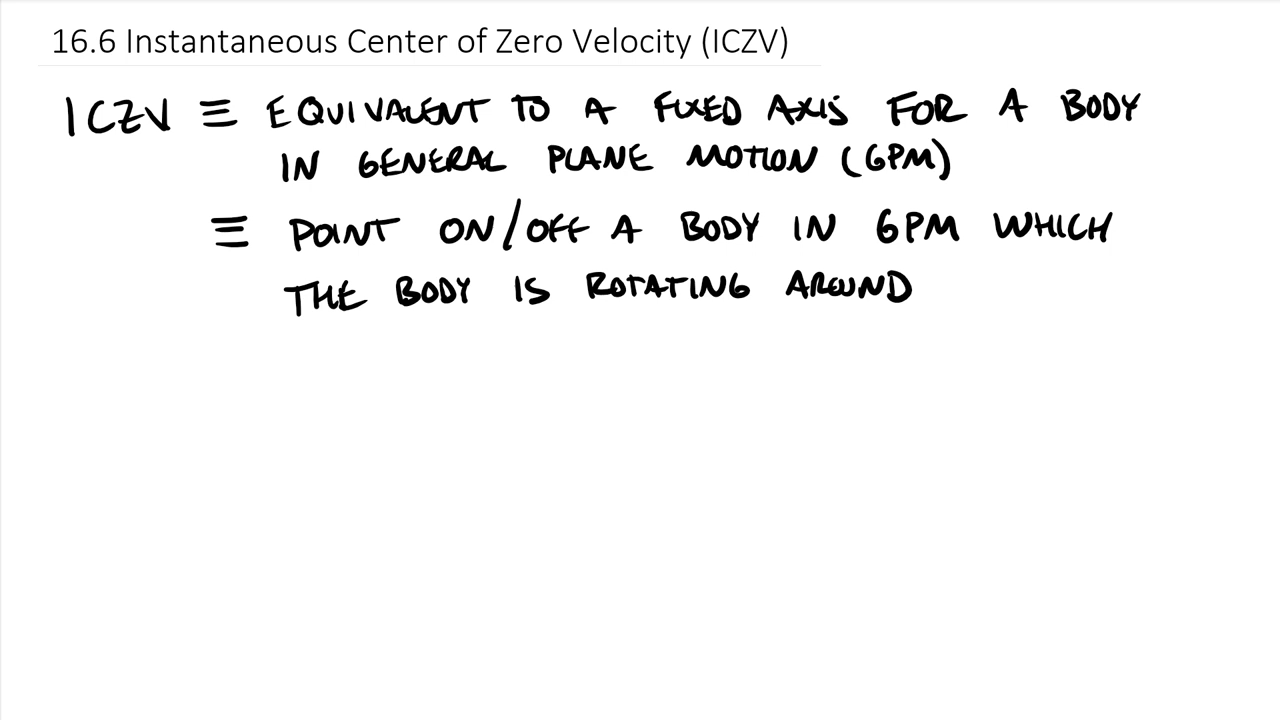 16.6 Instantaneous Center of Zero Velocity (ICZV)
ICZV ≡ EQUIVALENT TO A FIXED AXIS FOR A BODY
IN GENERAL PLANE MOTION (GPM)
≡ POINT ON/OFF A BODY IN GPM WHICH
THE BODY IS ROTATING AROUND